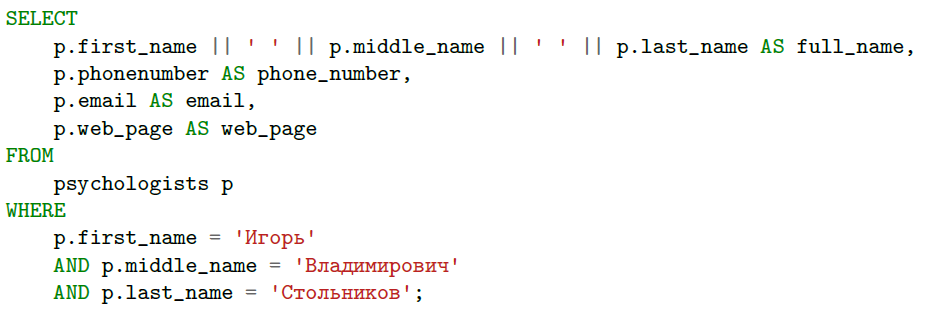 SELECT
    p.first_name || ' ' || p.middle_name || ' ' || p.last_name AS full_name,
    p.phonenumber AS phone_number,
    p.email AS email,
    p.web_page AS web_page
FROM
    psychologists p
WHERE
    p.first_name = 'Игорь'
    AND p.middle_name = 'Владимирович'
    AND p.last_name = 'Стольников';